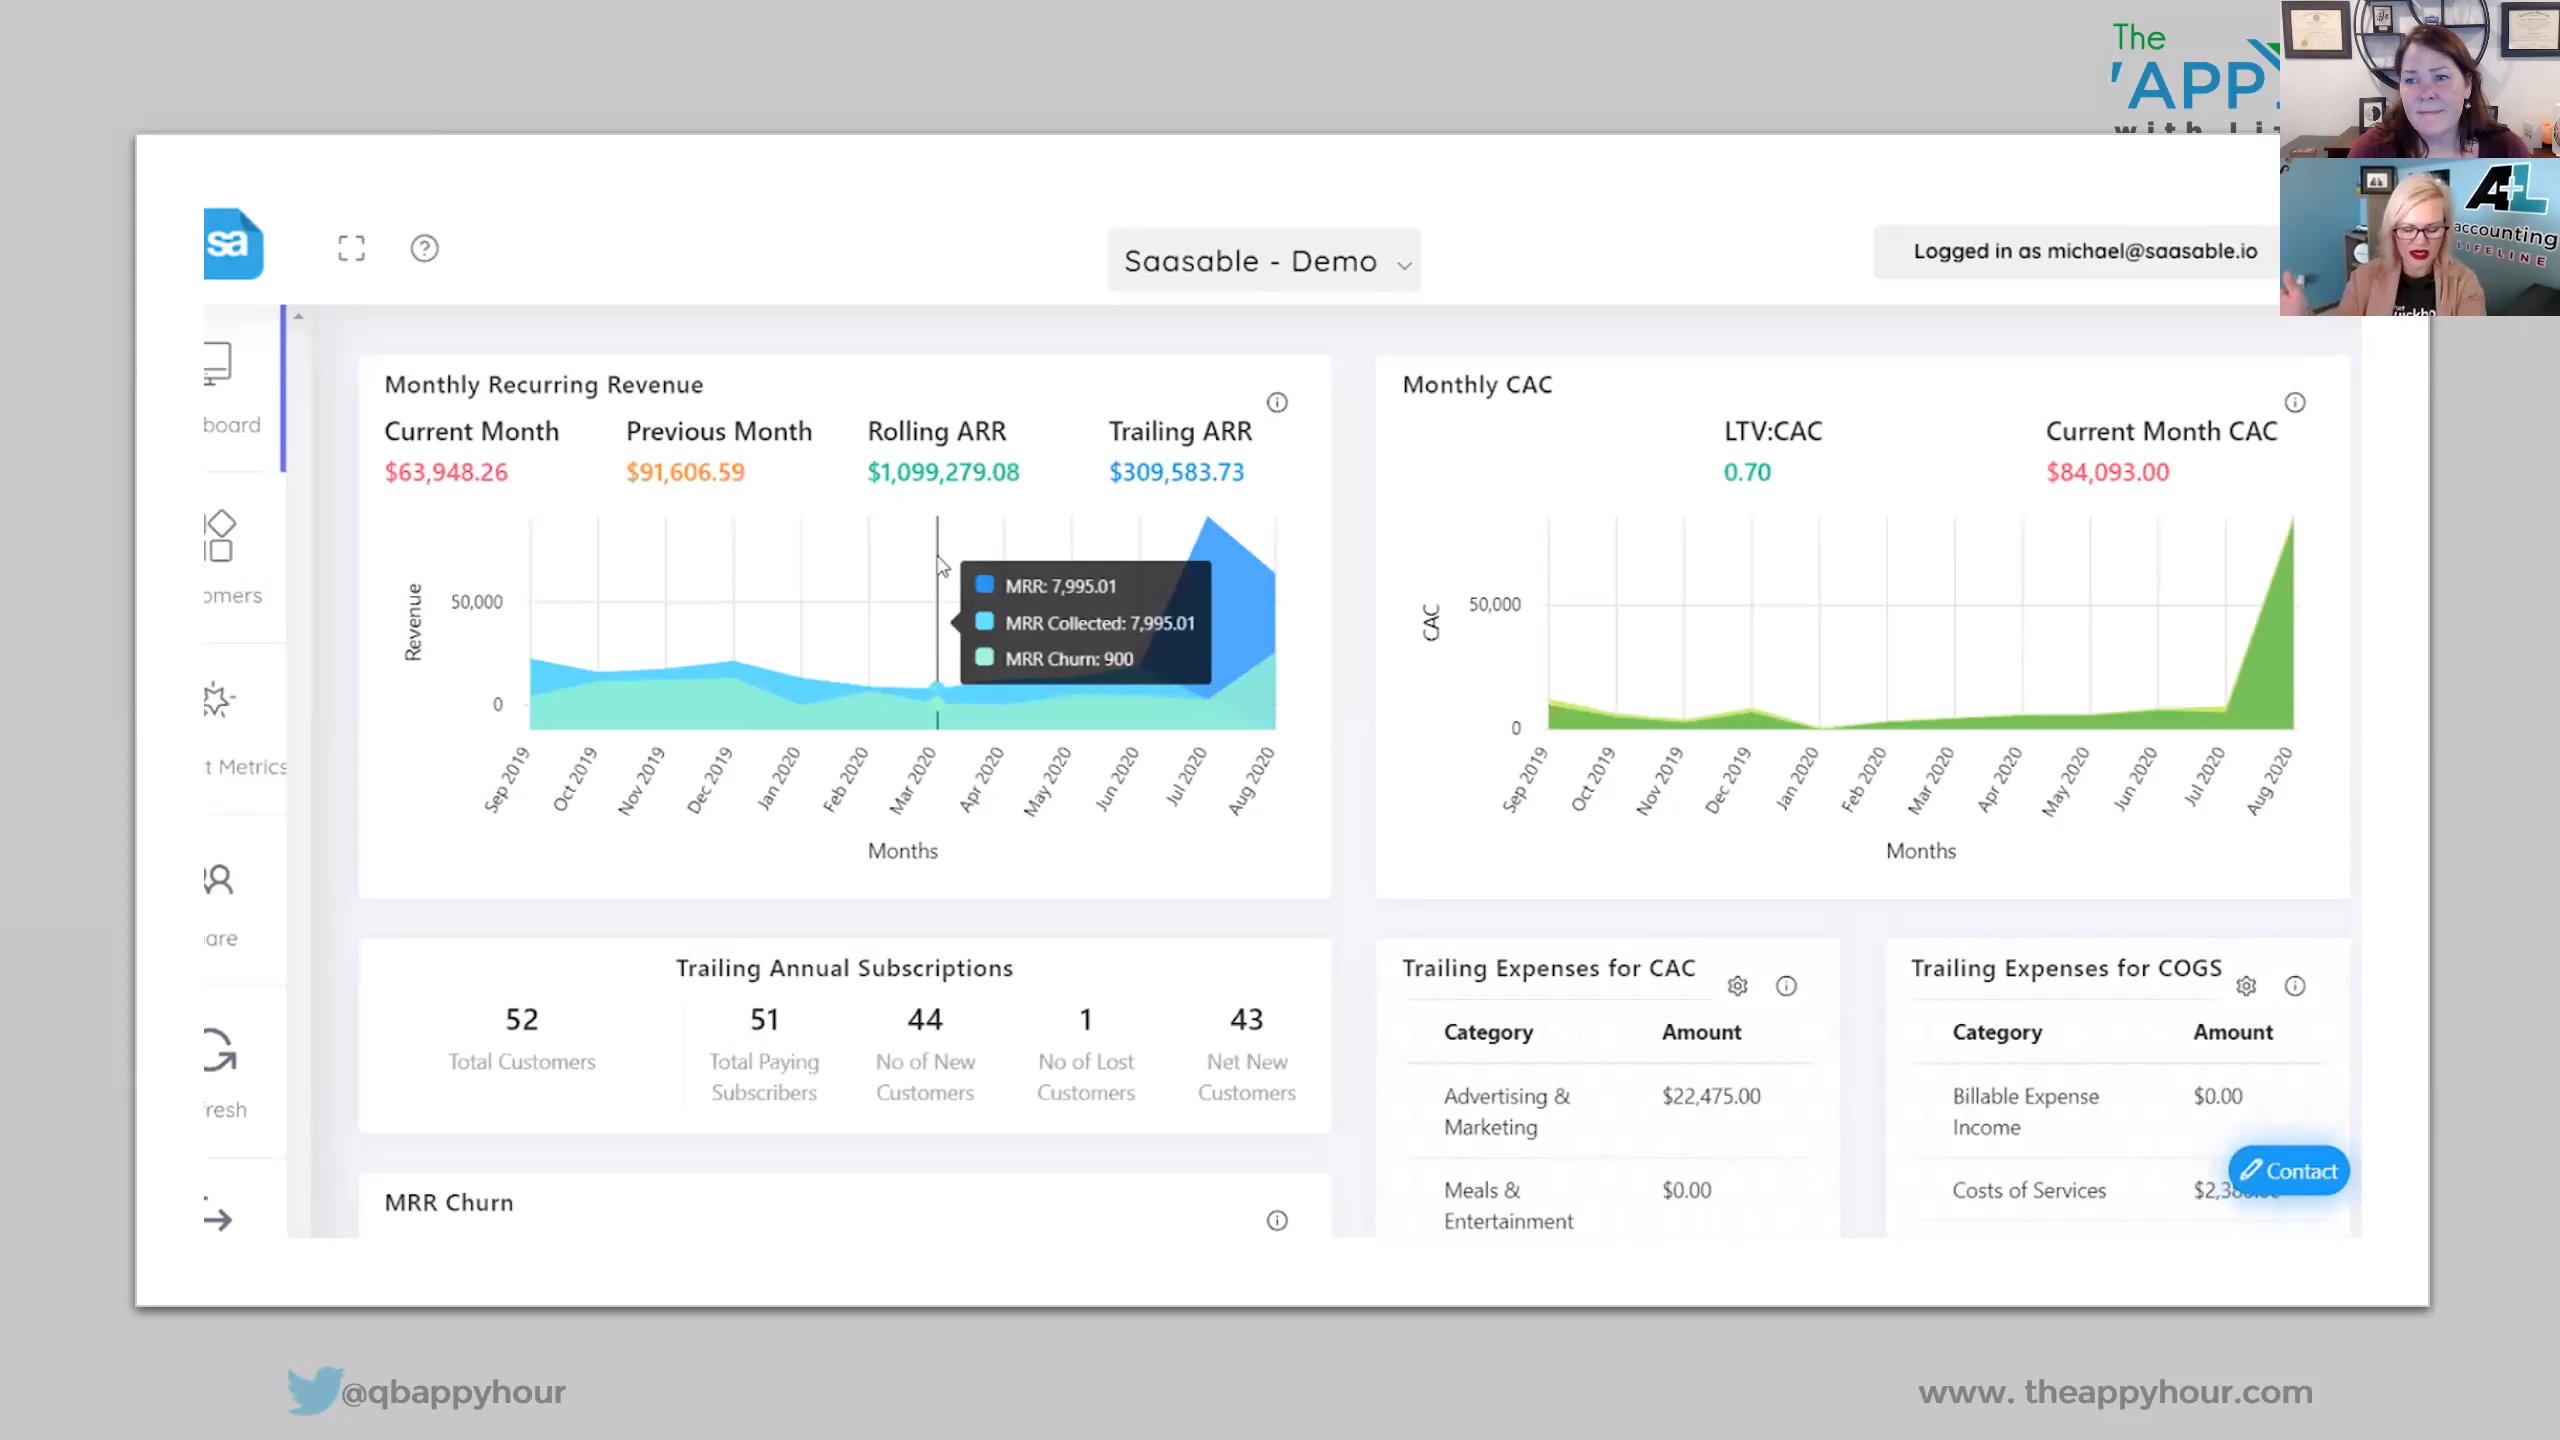 The
'APP
with Li
A+L
accounting
LIFELINE
sa
Saasable - Demo
Logged in as michael@saasable.io
board
omers
t Metrics
are
fresh
Monthly Recurring Revenue
Current Month
Previous Month
Rolling ARR
Trailing ARR
$63,948.26
$91,606.59
$1,099,279.08
$309,583.73
Revenue
50,000
0
MRR: 7,995.01
MRR Collected: 7,995.01
MRR Churn: 900
Sep 2019
Oct 2019
Nov 2019
Dec 2019
Jan 2020
Feb 2020
Mar 2020
Apr 2020
May 2020
Jun 2020
Jul 2020
Aug 2020
Months
Monthly CAC
LTV:CAC
Current Month CAC
0.70
$84,093.00
CAC
50,000
0
Sep 2019
Oct 2019
Nov 2019
Dec 2019
Jan 2020
Feb 2020
Mar 2020
Apr 2020
May 2020
Jun 2020
Jul 2020
Aug 2020
Months
Trailing Annual Subscriptions
52
Total Customers
51
Total Paying
Subscribers
44
No of New
Customers
1
No of Lost
Customers
43
Net New
Customers
MRR Churn
Trailing Expenses for CAC
Category
Amount
Advertising &
Marketing
$22,475.00
Meals &
Entertainment
$0.00
Trailing Expenses for COGS
Category
Amount
Billable Expense
Income
$0.00
Costs of Services
Contact
@qbappyhour
www. theappyhour.com